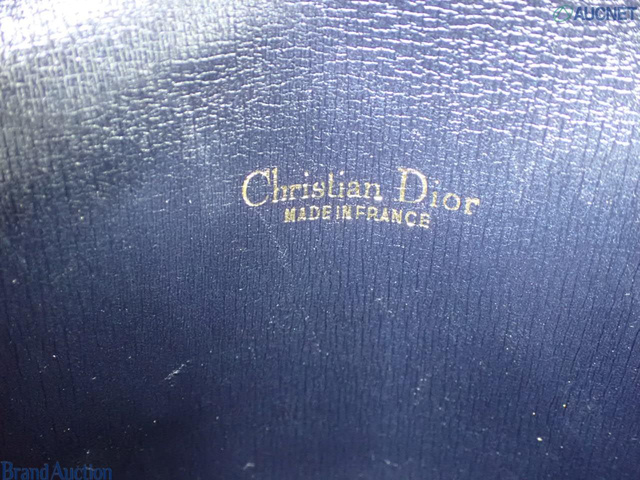 AUCNET
Christian Dior
MADE IN FRANCE
Brand Auction